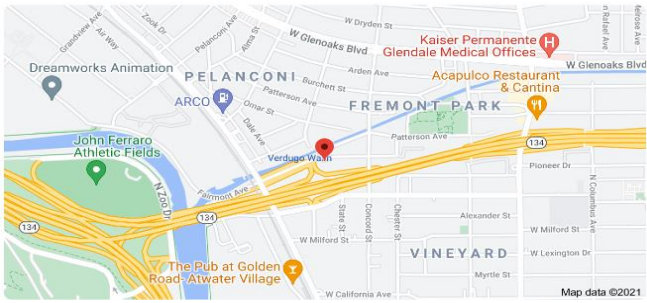 W Dryden St
Grandview Ave
Zook Dr
Air Way
Pelanconi Ave
Alma St
W Glenoaks Blvd
Kaiser Permanente
Glendale Medical Offices
W Glenoaks Blvd
Dreamworks Animation
PELANCONI
Arden Ave
Burchett St
Patterson Ave
ARCO
Omar St
Dale Ave
FREMONT PARK
Acapulco Restaurant
& Cantina
Patterson Ave
134
John Ferraro
Athletic Fields
N Zoo Dr
Fairmont Ave
Pioneer Dr
State St
Concord St
Chester St
N Columbus Ave
134
134
Alexander St
W Milford St
W Milford St
VINEYARD
W Lexington Dr
The Pub at Golden
Road- Atwater Village
Myrtle St
W California Ave
Map data ©2021